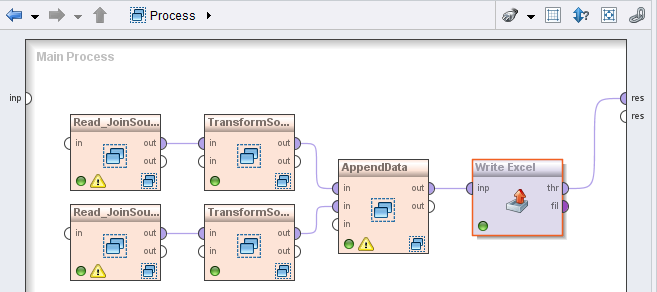 Process
Main Process
inp
res
res
Read_JoinSou...
in out
out
TransformSo...
in out
out
AppendData
in out
in out
in
Write Excel
inp thr
fil
Read_JoinSou...
in out
out
TransformSo...
in out
out